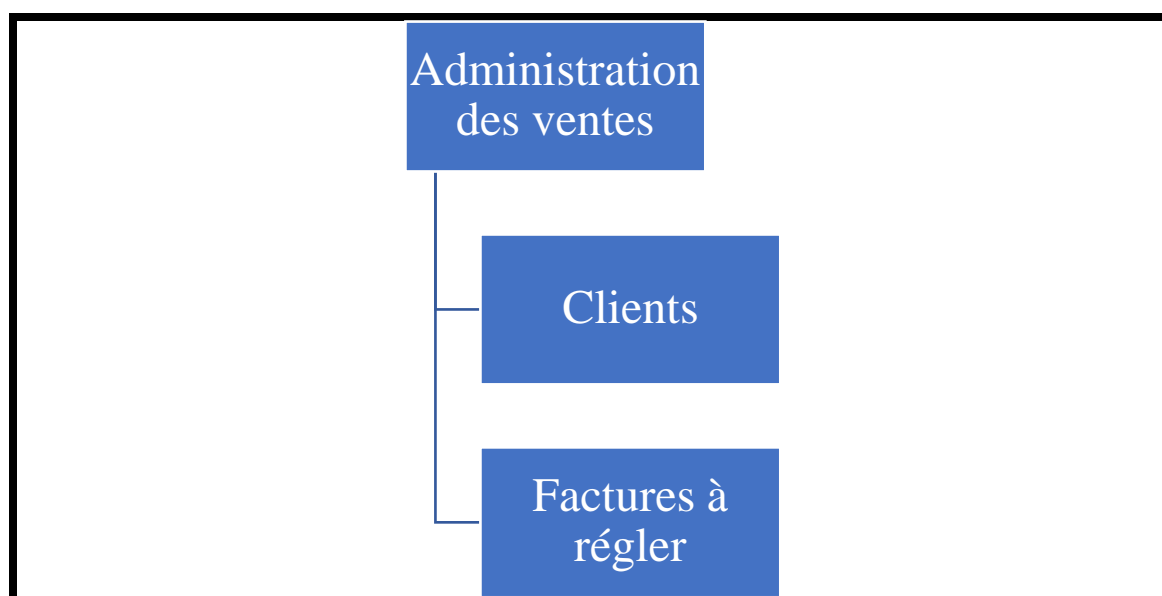 Administration
des ventes
Clients
Factures à
régler